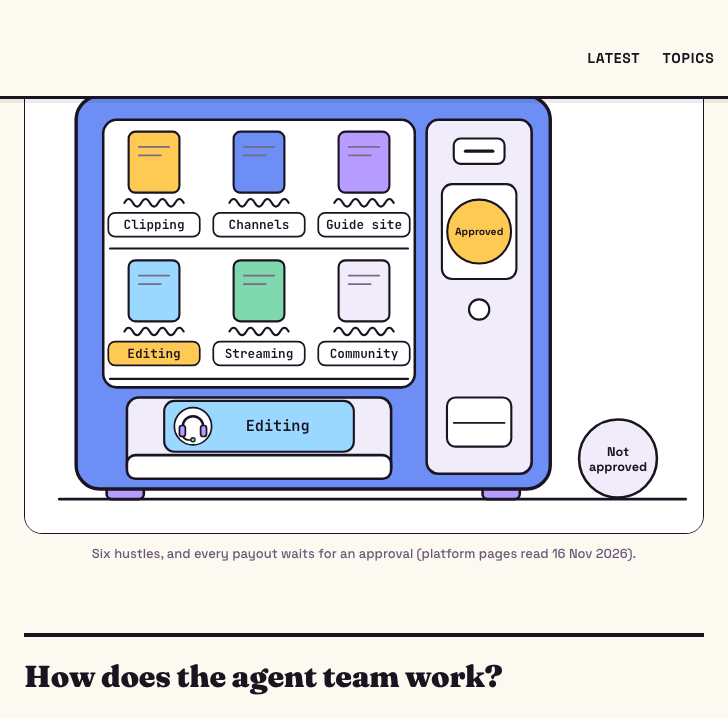 LATEST TOPICS
Clipping Channels Guide site
Approved
Editing Streaming Community
Editing
Not
approved
Six hustles, and every payout waits for an approval (platform pages read 16 Nov 2026).
How does the agent team work?